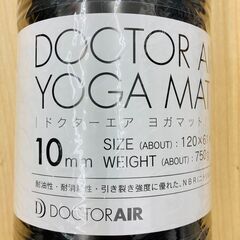 DOCTOR A
YOGA MAT
ドクターエア ヨガマット
10mm
SIZE (ABOUT) : 120×6
WEIGHT (ABOUT) : 750g
耐油性・耐消耗性・引き裂き強度に優れた、NBR
DOCTORAIR